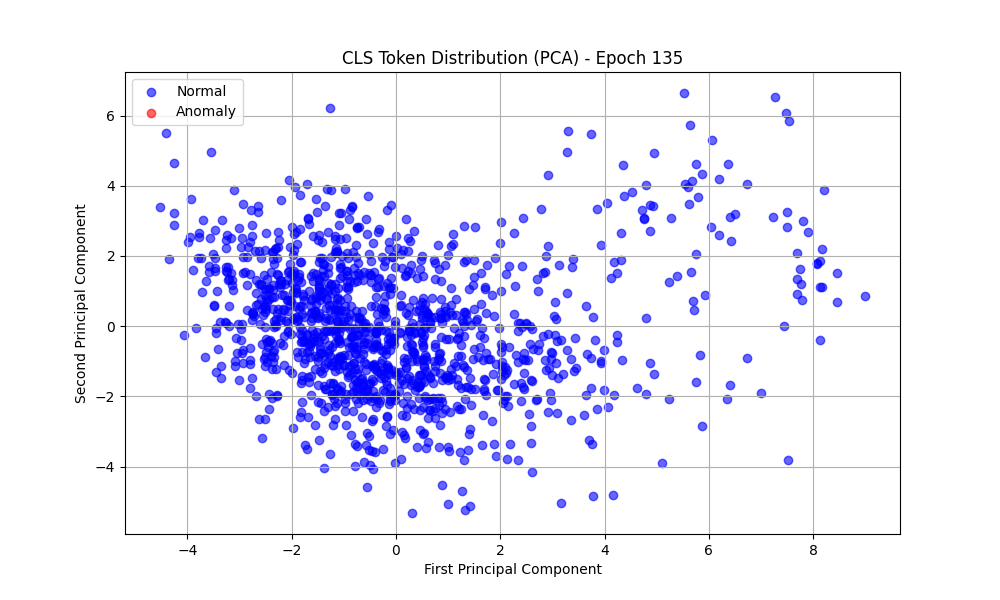 CLS Token Distribution (PCA) - Epoch 135
Normal
Anomaly
6
4
2
0
−2
−4
Second Principal Component
−4
−2
0
2
4
6
8
First Principal Component